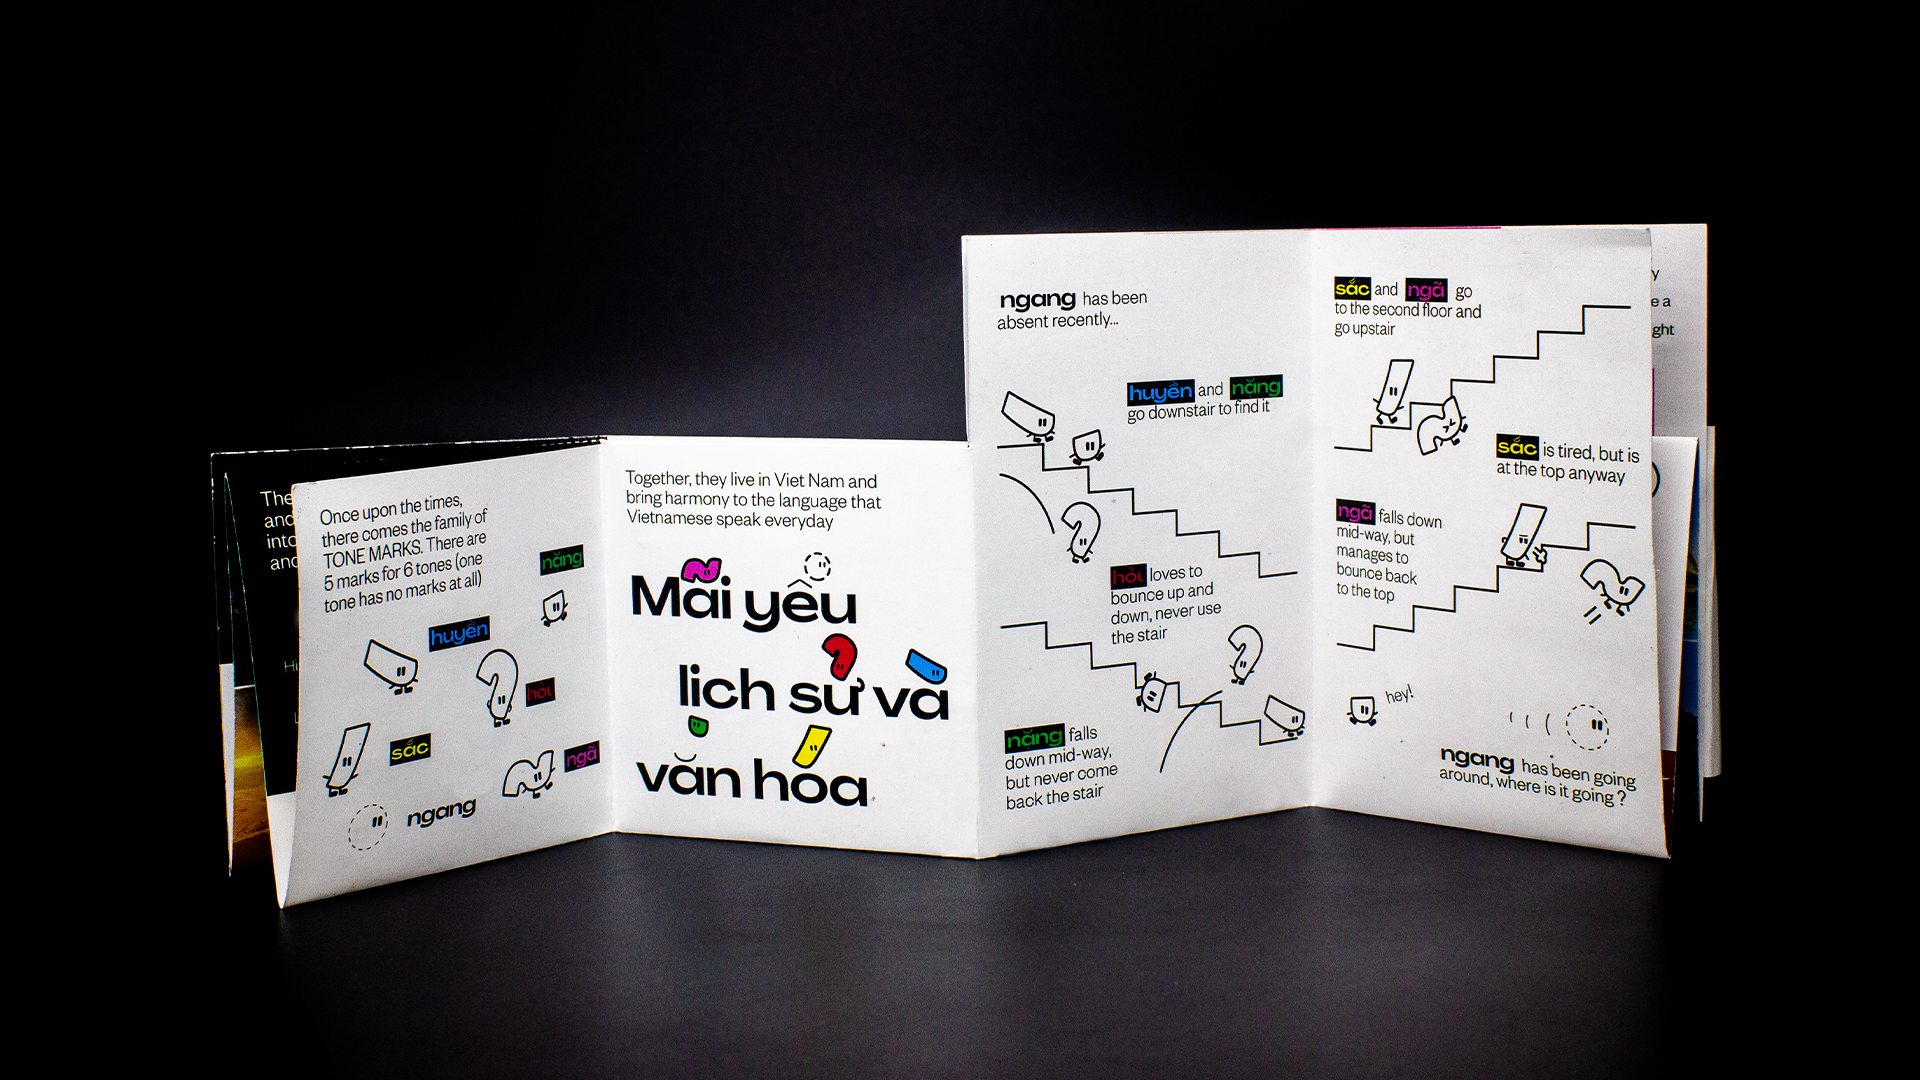 Once upon the times,
there comes the family of
TONE MARKS. There are
5 marks for 6 tones (one
tone has no marks at all)
nặng
huyền
hỏi
sắc
ngã
ngang
Together, they live in Viet Nam and
bring harmony to the language that
Vietnamese speak everyday
Mãi yêu
lịch sử và
văn hóa
ngang has been
absent recently...
huyền and nặng
go downstair to find it
hỏi loves to
bounce up and
down, never use
the stair
nặng falls
down mid-way,
but never come
back the stair
sắc and ngã go
to the second floor and
go upstair
sắc is tired, but is
at the top anyway
ngã falls down
mid-way, but
manages to
bounce back
to the top
hey!
ngang has been going
around, where is it going ?